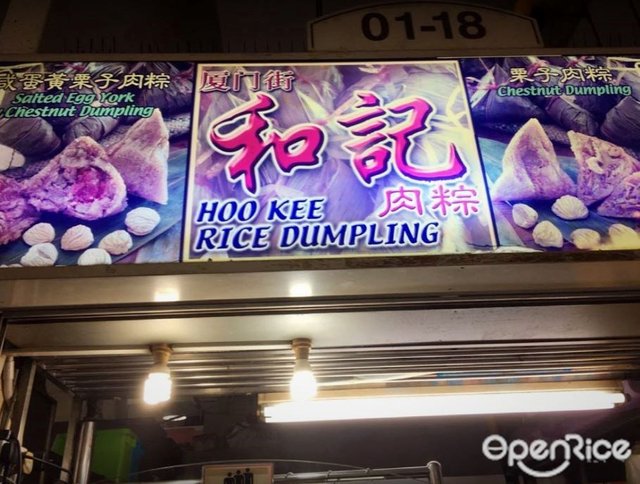 01-18
咸蛋黃栗子肉粽
Salted Egg York
Chestnut Dumpling
厦门街
和記
肉粽
HOO KEE
RICE DUMPLING
栗子肉粽
Chestnut Dumpling
OpenRice